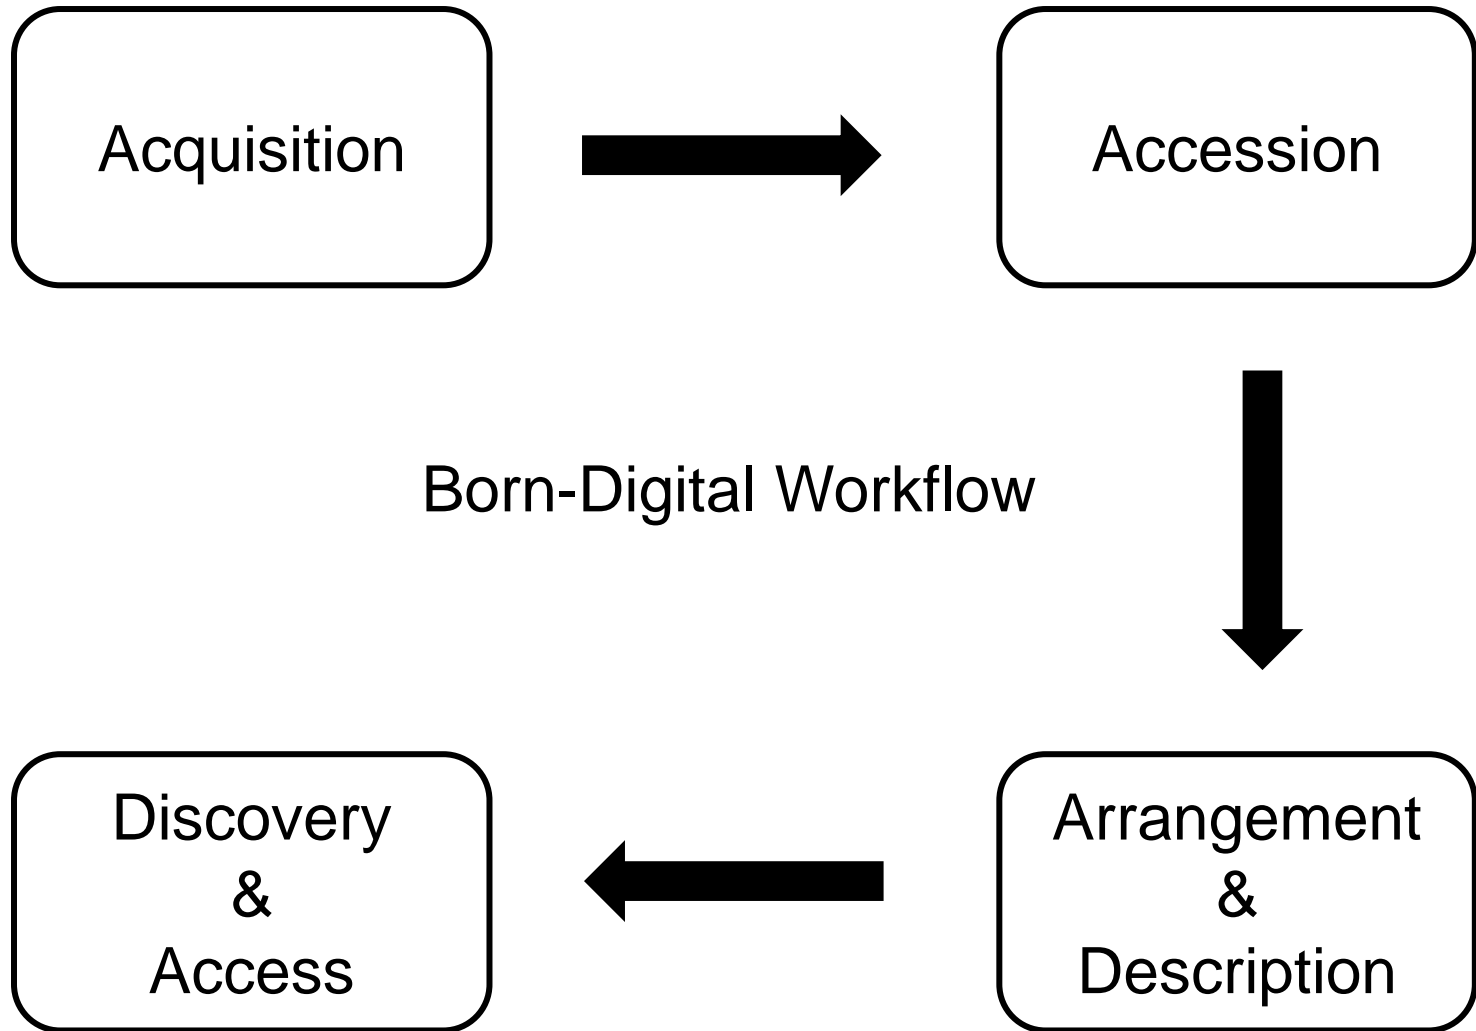 Acquisition
Accession
Born-Digital Workflow
Discovery
&
Access
Arrangement
&
Description